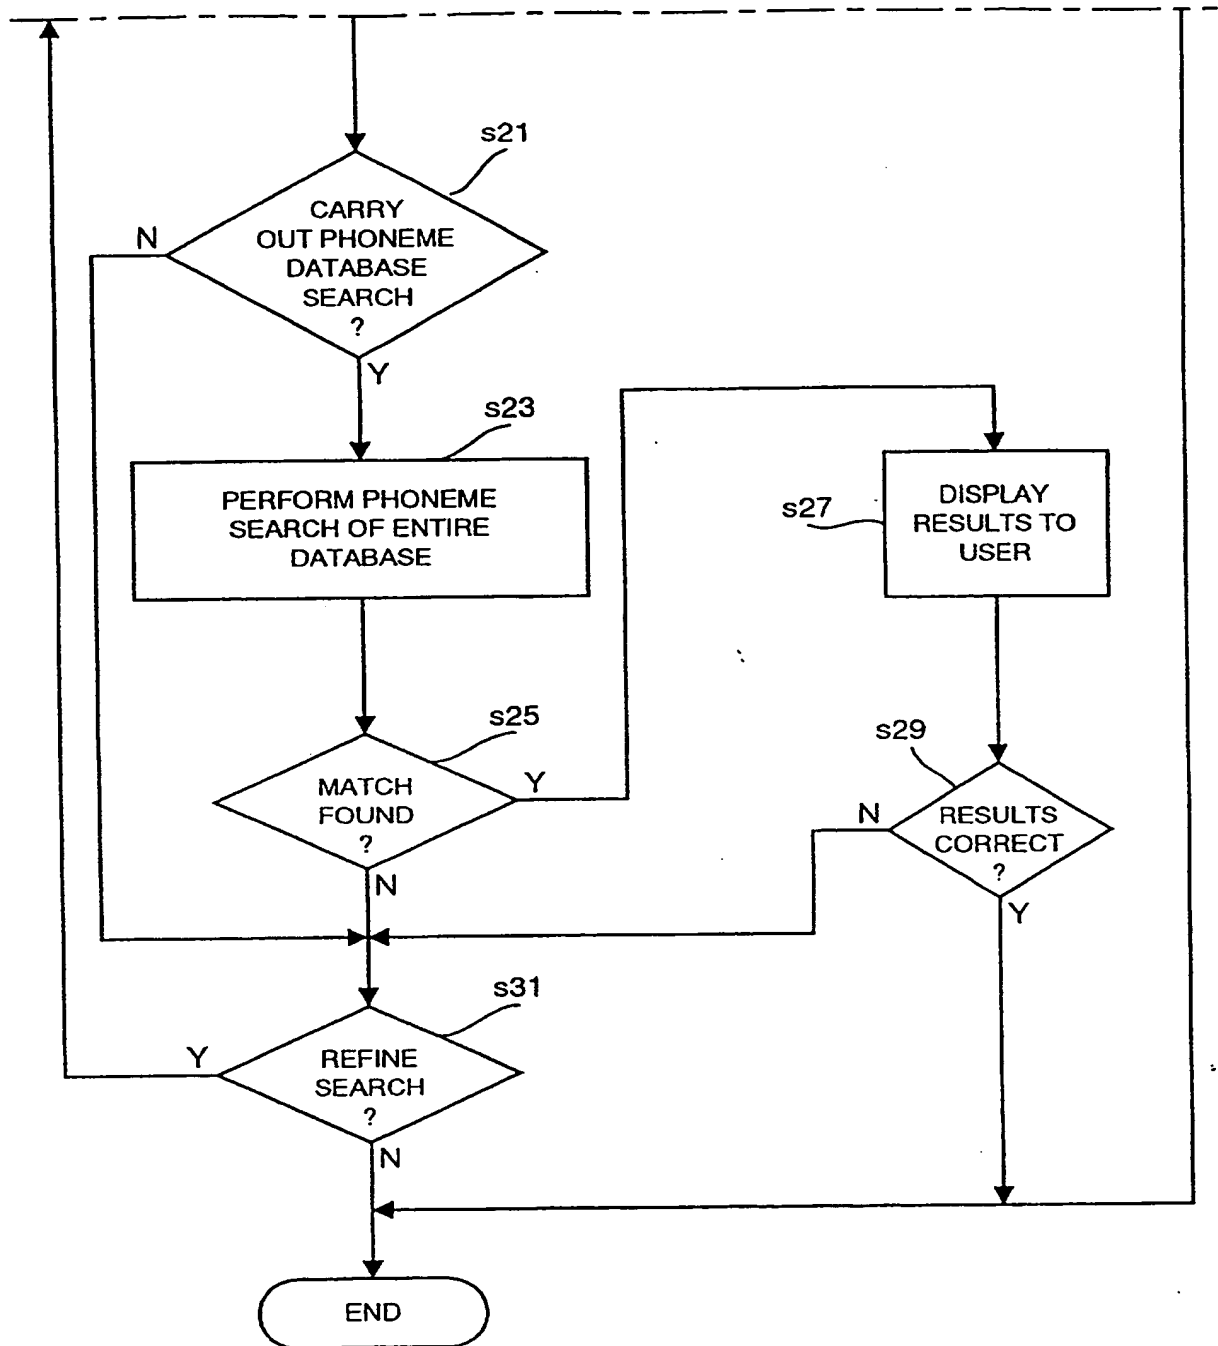 s21
CARRY
OUT PHONEME
DATABASE
SEARCH
?
N
Y
s23
PERFORM PHONEME
SEARCH OF ENTIRE
DATABASE
s27
DISPLAY
RESULTS TO
USER
s25
MATCH
FOUND
?
Y
N
s29
RESULTS
CORRECT
?
N
Y
s31
REFINE
SEARCH
?
Y
N
END